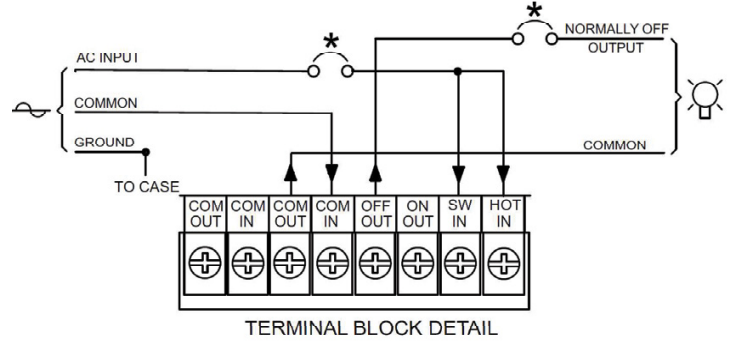 *
*
NORMALLY OFF
OUTPUT
AC INPUT
COMMON
GROUND
COMMON
TO CASE
COM OUT
COM IN
COM OUT
COM IN
OFF OUT
ON OUT
SW IN
HOT IN
TERMINAL BLOCK DETAIL